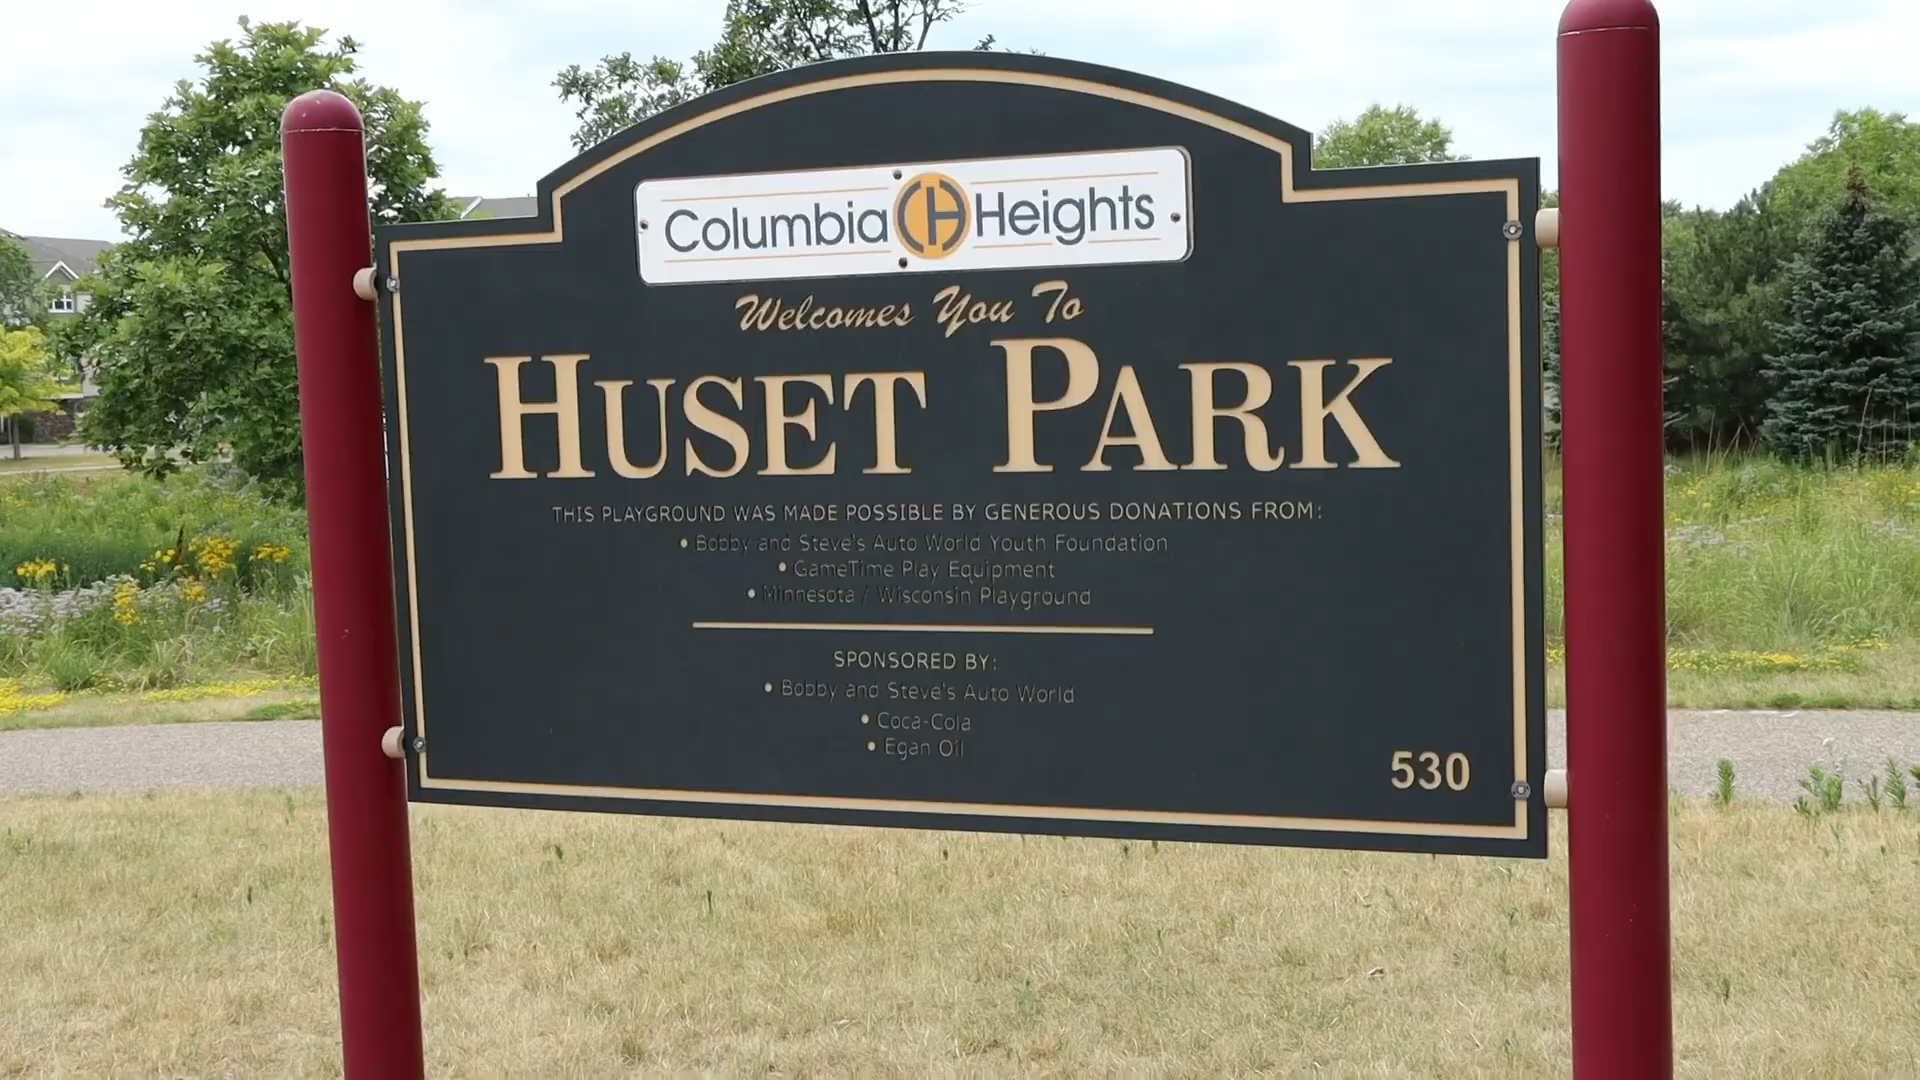 Columbia CH Heights
Welcomes You To
HUSET PARK
THIS PLAYGROUND WAS MADE POSSIBLE BY GENEROUS DONATIONS FROM:
• Bobby and Steve's Auto World Youth Foundation
• GameTime Play Equipment
• Minnesota / Wisconsin Playground
SPONSORED BY:
• Bobby and Steve's Auto World
• Coca-Cola
• Egan Oil
530